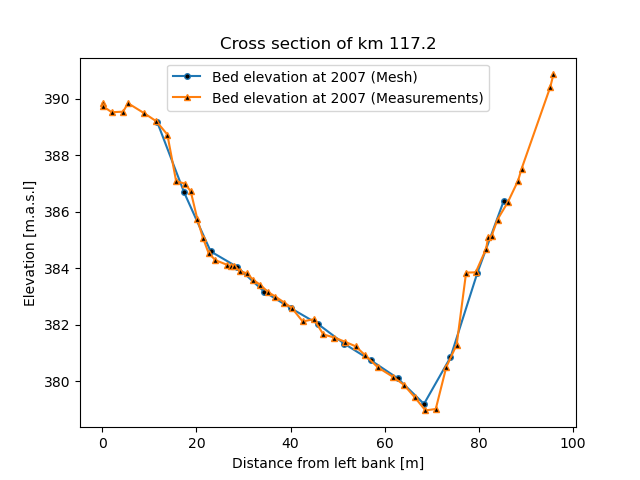 Cross section of km 117.2
Bed elevation at 2007 (Mesh)
Bed elevation at 2007 (Measurements)
Elevation [m.a.s.l]
390
388
386
384
382
380
0 20 40 60 80 100
Distance from left bank [m]